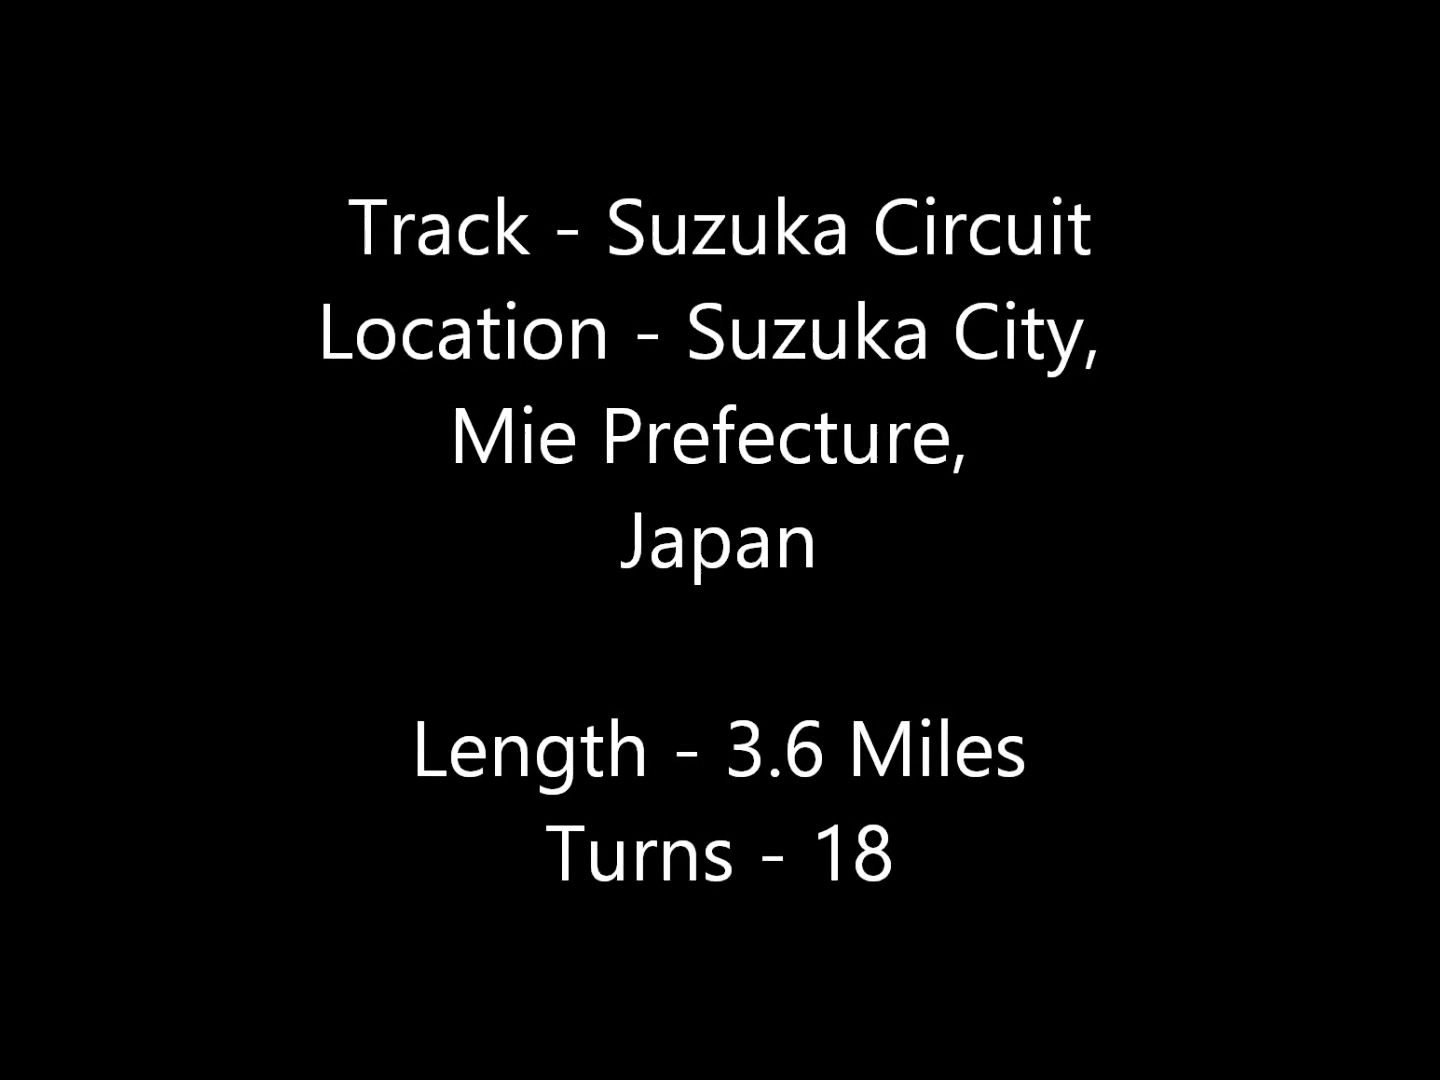 Track - Suzuka Circuit
Location - Suzuka City,
Mie Prefecture,
Japan
Length - 3.6 Miles
Turns - 18